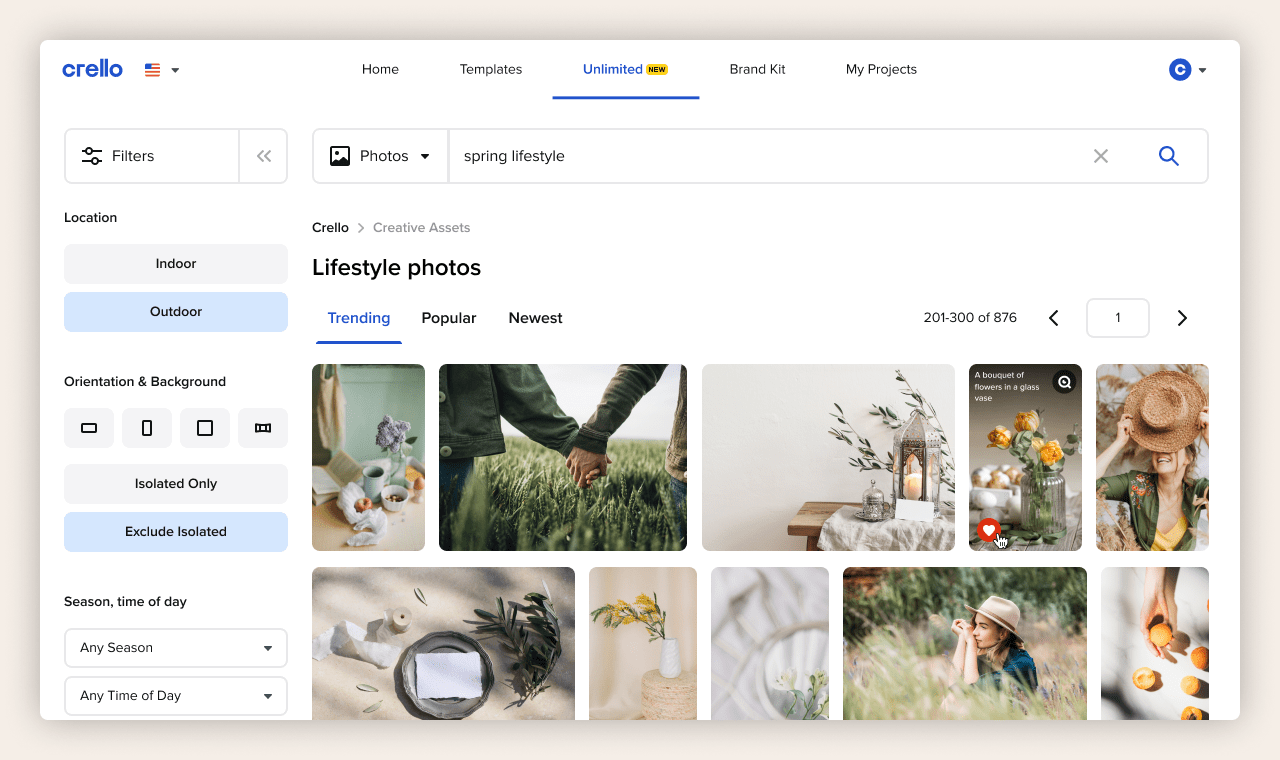 crello
Home
Templates
Unlimited NEW
Brand Kit
My Projects
C
Filters
Photos
spring lifestyle
Location
Indoor
Outdoor
Orientation & Background
Isolated Only
Exclude Isolated
Season, time of day
Any Season
Any Time of Day
Crello
Creative Assets
Lifestyle photos
Trending
Popular
Newest
201-300 of 876
1
A bouquet of
flowers in a glass
vase